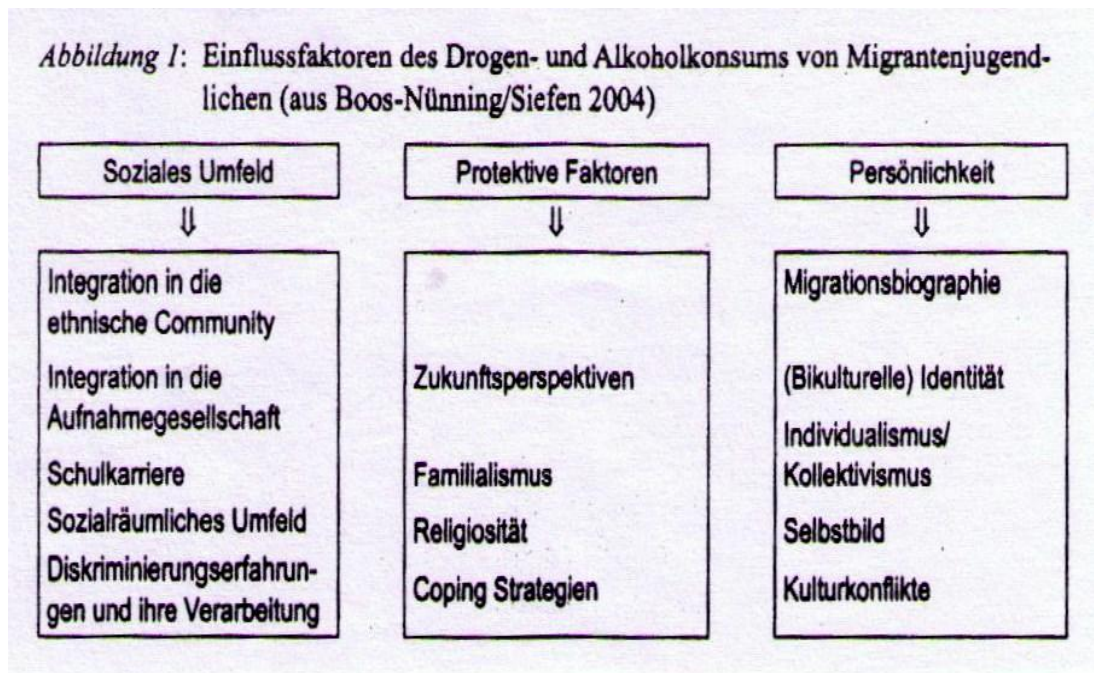 Abbildung 1: Einflussfaktoren des Drogen- und Alkoholkonsums von Migrantenjugend-
lichen (aus Boos-Nünning/Siefen 2004)
Soziales Umfeld
⇓
Integration in die
ethnische Community
Integration in die
Aufnahmegesellschaft
Schulkarriere
Sozialräumliches Umfeld
Diskriminierungserfahrun-
gen und ihre Verarbeitung
Protektive Faktoren
⇓
Zukunftsperspektiven
Familialismus
Religiosität
Coping Strategien
Persönlichkeit
⇓
Migrationsbiographie
(Bikulturelle) Identität
Individualismus/
Kollektivismus
Selbstbild
Kulturkonflikte